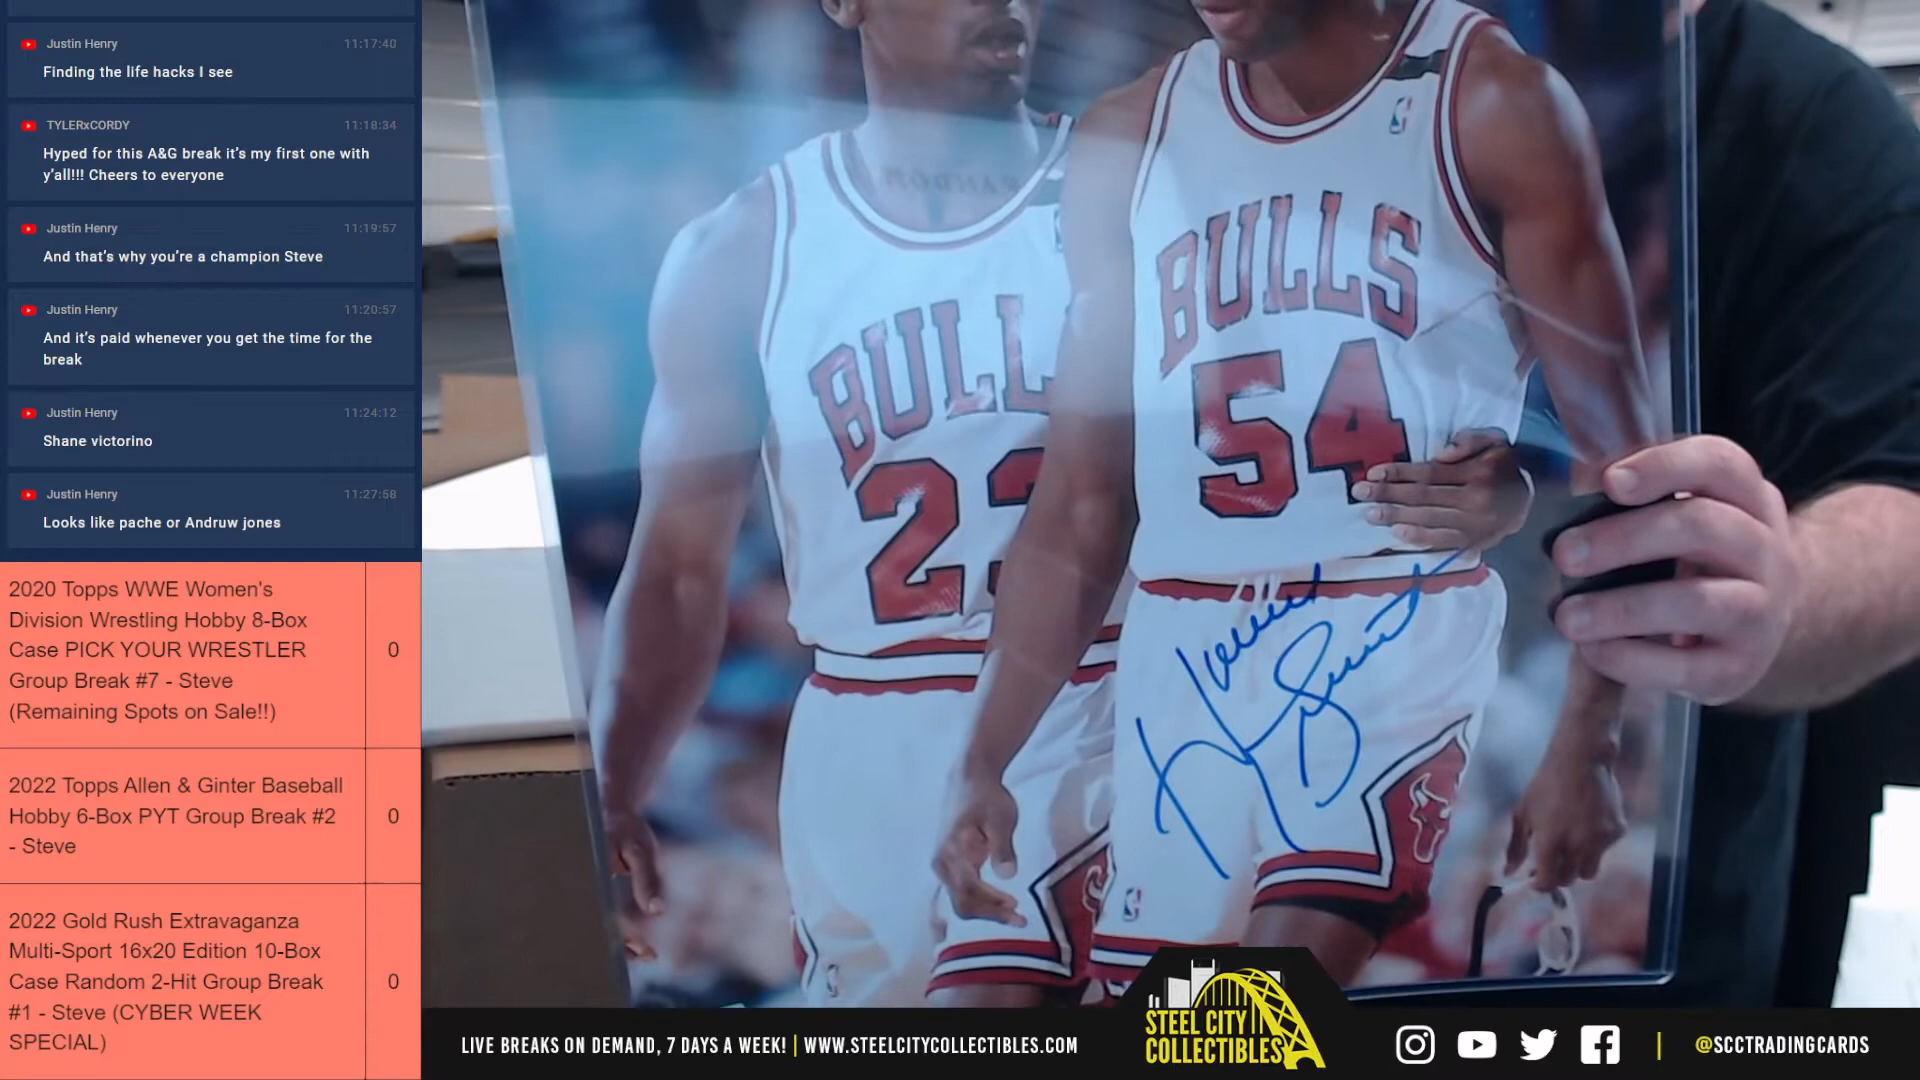 Justin Henry 11:17:40
Finding the life hacks I see
TYLERxCORDY 11:18:34
Hyped for this A&G break it's my first one with
y'all!!! Cheers to everyone
Justin Henry 11:19:57
And that's why you're a champion Steve
Justin Henry 11:20:57
And it's paid whenever you get the time for the
break
Justin Henry 11:24:12
Shane victorino
Justin Henry 11:27:58
Looks like pache or Andruw jones
2020 Topps WWE Women's
Division Wrestling Hobby 8-Box
Case PICK YOUR WRESTLER
Group Break #7 - Steve
(Remaining Spots on Sale!!)
0
2022 Topps Allen & Ginter Baseball
Hobby 6-Box PYT Group Break #2
- Steve
0
2022 Gold Rush Extravaganza
Multi-Sport 16x20 Edition 10-Box
Case Random 2-Hit Group Break
#1 - Steve (CYBER WEEK
SPECIAL)
0
BULLS
54
BULL
23
LIVE BREAKS ON DEMAND, 7 DAYS A WEEK! | WWW.STEELCITYCOLLECTIBLES.COM
STEEL CITY
COLLECTIBLES
| @SCCTRADINGCARDS